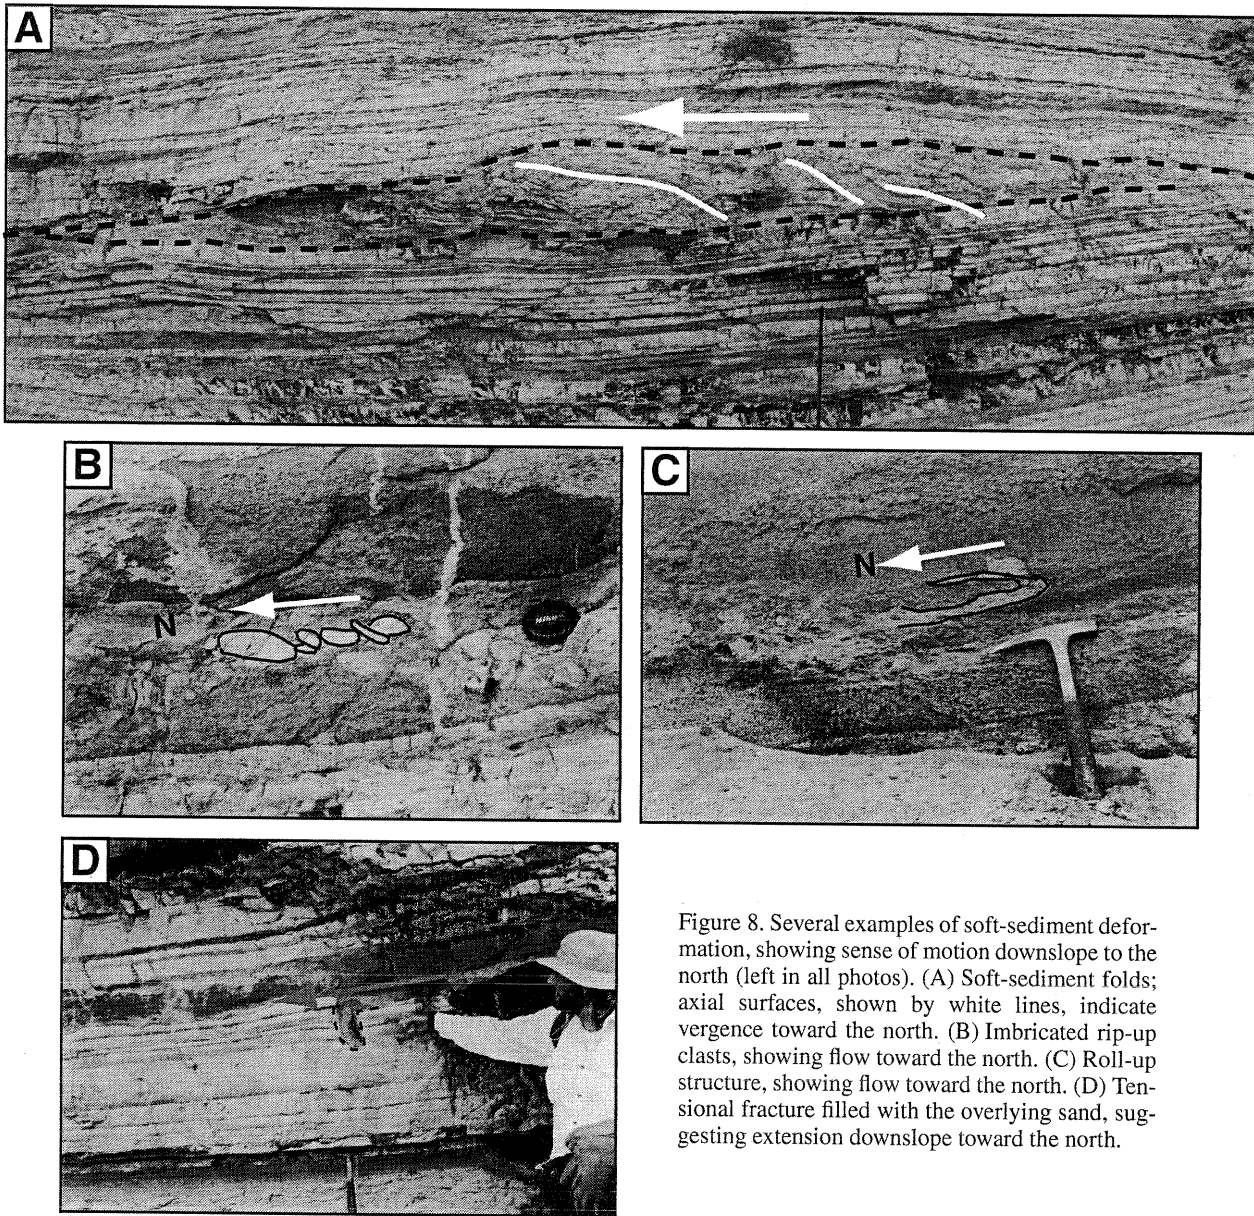 A
B
N
C
N
D
Figure 8. Several examples of soft-sediment defor-
mation, showing sense of motion downslope to the
north (left in all photos). (A) Soft-sediment folds;
axial surfaces, shown by white lines, indicate
vergence toward the north. (B) Imbricated rip-up
clasts, showing flow toward the north. (C) Roll-up
structure, showing flow toward the north. (D) Ten-
sional fracture filled with the overlying sand, sug-
gesting extension downslope toward the north.